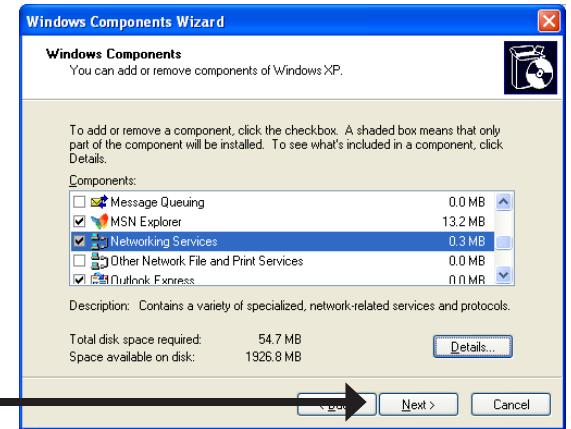 Windows Components Wizard
Windows Components
You can add or remove components of Windows XP.
To add or remove a component, click the checkbox. A shaded box means that only
part of the component will be installed. To see what's included in a component, click
Details.
Components:
Message Queuing 0.0 MB
MSN Explorer 13.2 MB
Networking Services 0.3 MB
Other Network File and Print Services 0.0 MB
Outlook Express 0.0 MB
Description: Contains a variety of specialized, network-related services and protocols.
Total disk space required: 54.7 MB
Space available on disk: 1926.8 MB
Details...
Next > Cancel